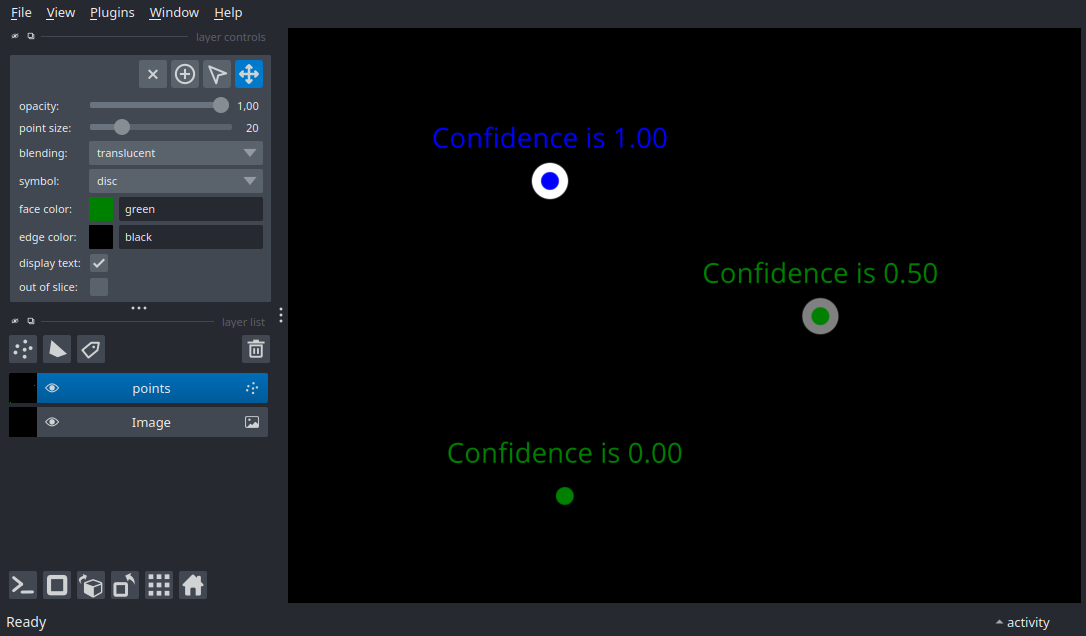 File View Plugins Window Help
layer controls
opacity: 1,00
point size: 20
blending: translucent
symbol: disc
face color: green
edge color: black
display text:
out of slice:
layer list
points
Image
Confidence is 1.00
Confidence is 0.50
Confidence is 0.00
Ready activity